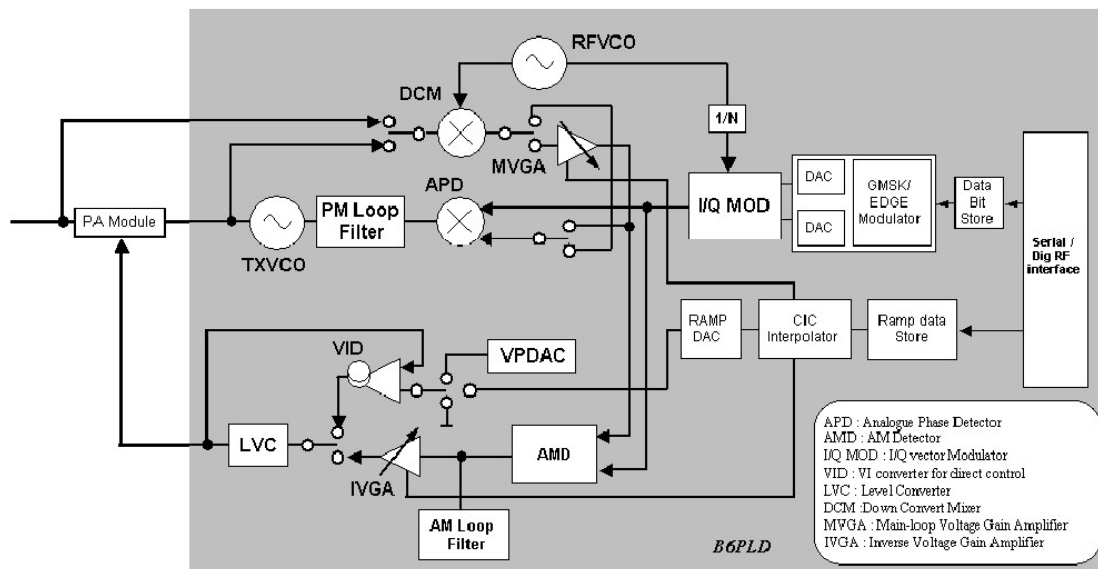 RFVCO
DCM
1/N
MVGA
APD
I/Q MOD
DAC
DAC
GMSK/
EDGE
Modulator
Data
Bit
Store
Serial /
Dig RF
interface
PA Module
TXVCO
PM Loop
Filter
RAMP
DAC
CIC
Interpolator
Ramp data
Store
VID
VPDAC
LVC
IVGA
AMD
AM Loop
Filter
B6PLD
APD : Analogue Phase Detector
AMD : AM Detector
I/Q MOD : I/Q vector Modulator
VID : VI converter for direct control
LVC : Level Converter
DCM :Down Convert Mixer
MVGA : Main-loop Voltage Gain Amplifier
IVGA : Inverse Voltage Gain Amplifier